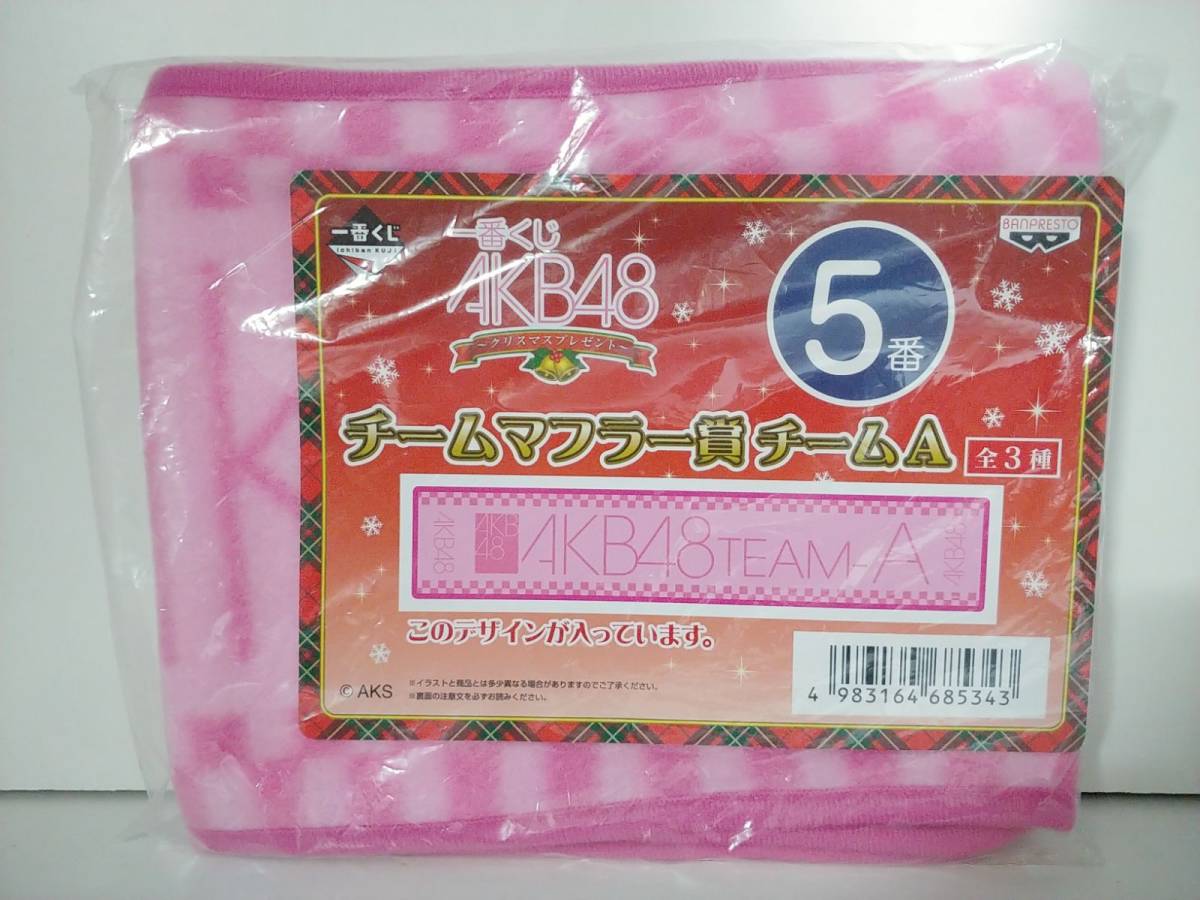 一番くじ
ichiban KUJI
一番くじ
AKB48
~クリスマスプレゼント~
5番
BANPRESTO
チームマフラー賞 チームA
全3種
AKB48
AKB
48
AKB48 TEAM-A
AKB48
このデザインが入っています。
© AKS
※イラストと商品とは多少異なる場合がありますのでご了承ください。
※裏面の注意文を必ずお読みください。
4 983164 685343